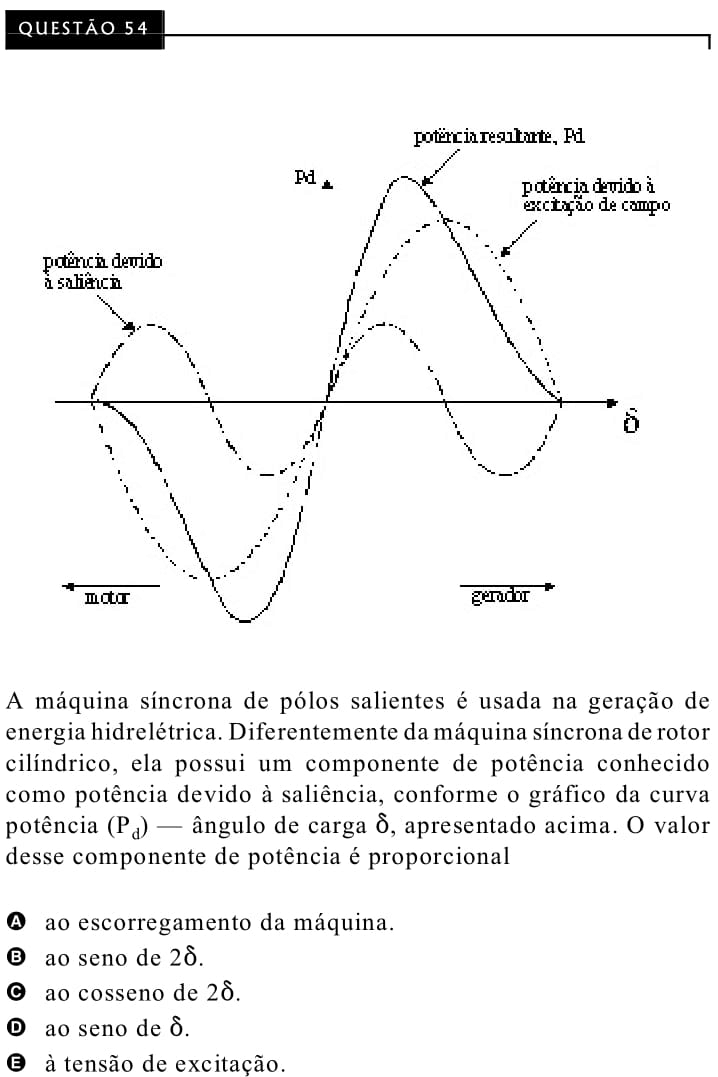 QUESTÃO 54
potência resultante, Pd
Pd
potência devido à
excitação de campo
potência devido
à saliência
δ
motor
gerador
A máquina síncrona de pólos salientes é usada na geração de
energia hidrelétrica. Diferentemente da máquina síncrona de rotor
cilíndrico, ela possui um componente de potência conhecido
como potência devido à saliência, conforme o gráfico da curva
potência (Pd) — ângulo de carga δ, apresentado acima. O valor
desse componente de potência é proporcional
A ao escorregamento da máquina.
B ao seno de 2δ.
C ao cosseno de 2δ.
D ao seno de δ.
E à tensão de excitação.